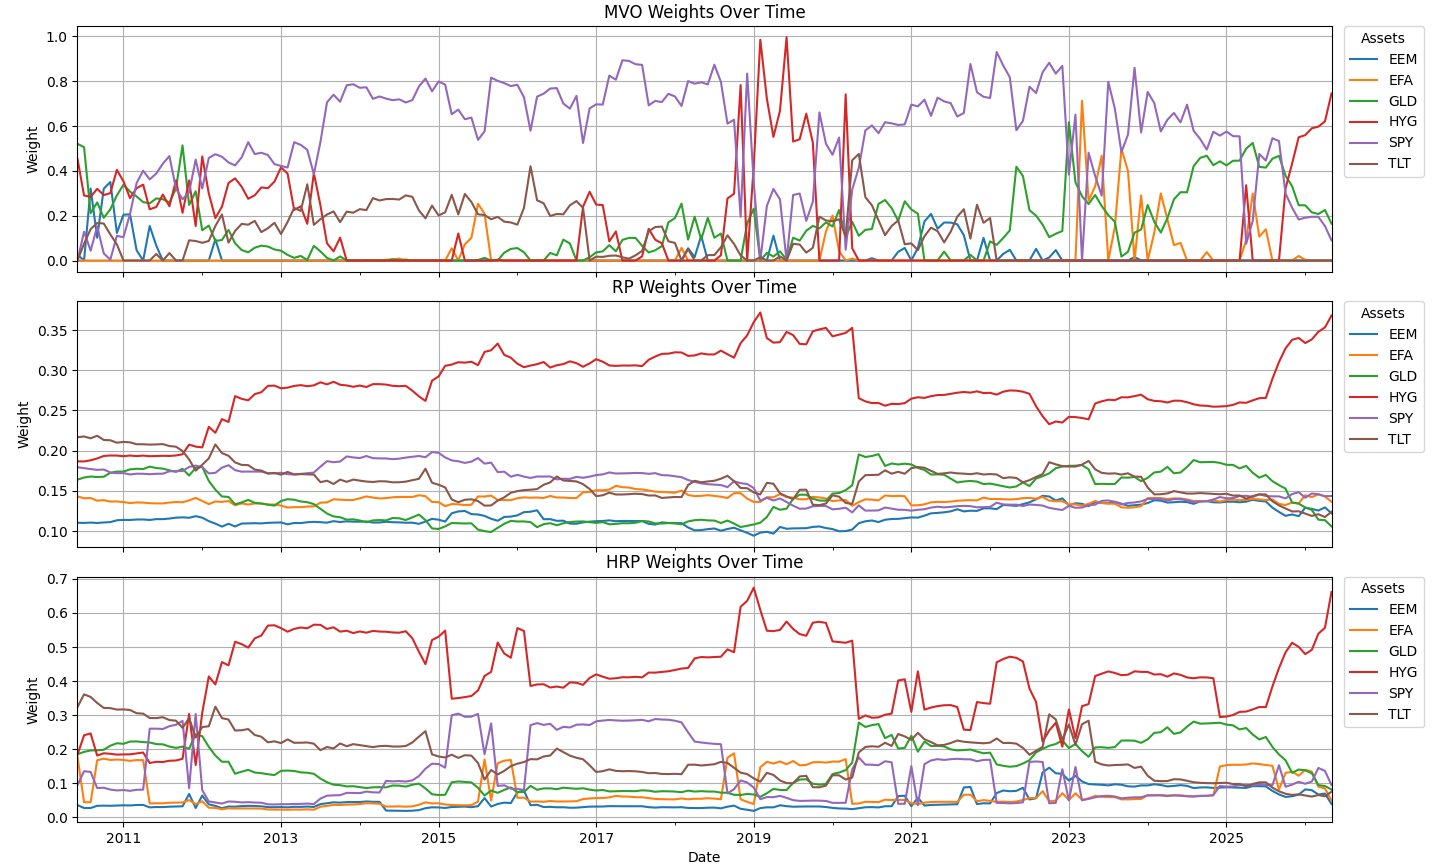 MVO Weights Over Time
Weight
1.0
0.8
0.6
0.4
0.2
0.0
Assets
EEM
EFA
GLD
HYG
SPY
TLT
RP Weights Over Time
Weight
0.35
0.30
0.25
0.20
0.15
0.10
Assets
EEM
EFA
GLD
HYG
SPY
TLT
HRP Weights Over Time
Weight
0.7
0.6
0.5
0.4
0.3
0.2
0.1
0.0
Assets
EEM
EFA
GLD
HYG
SPY
TLT
2011 2013 2015 2017 2019 2021 2023 2025
Date